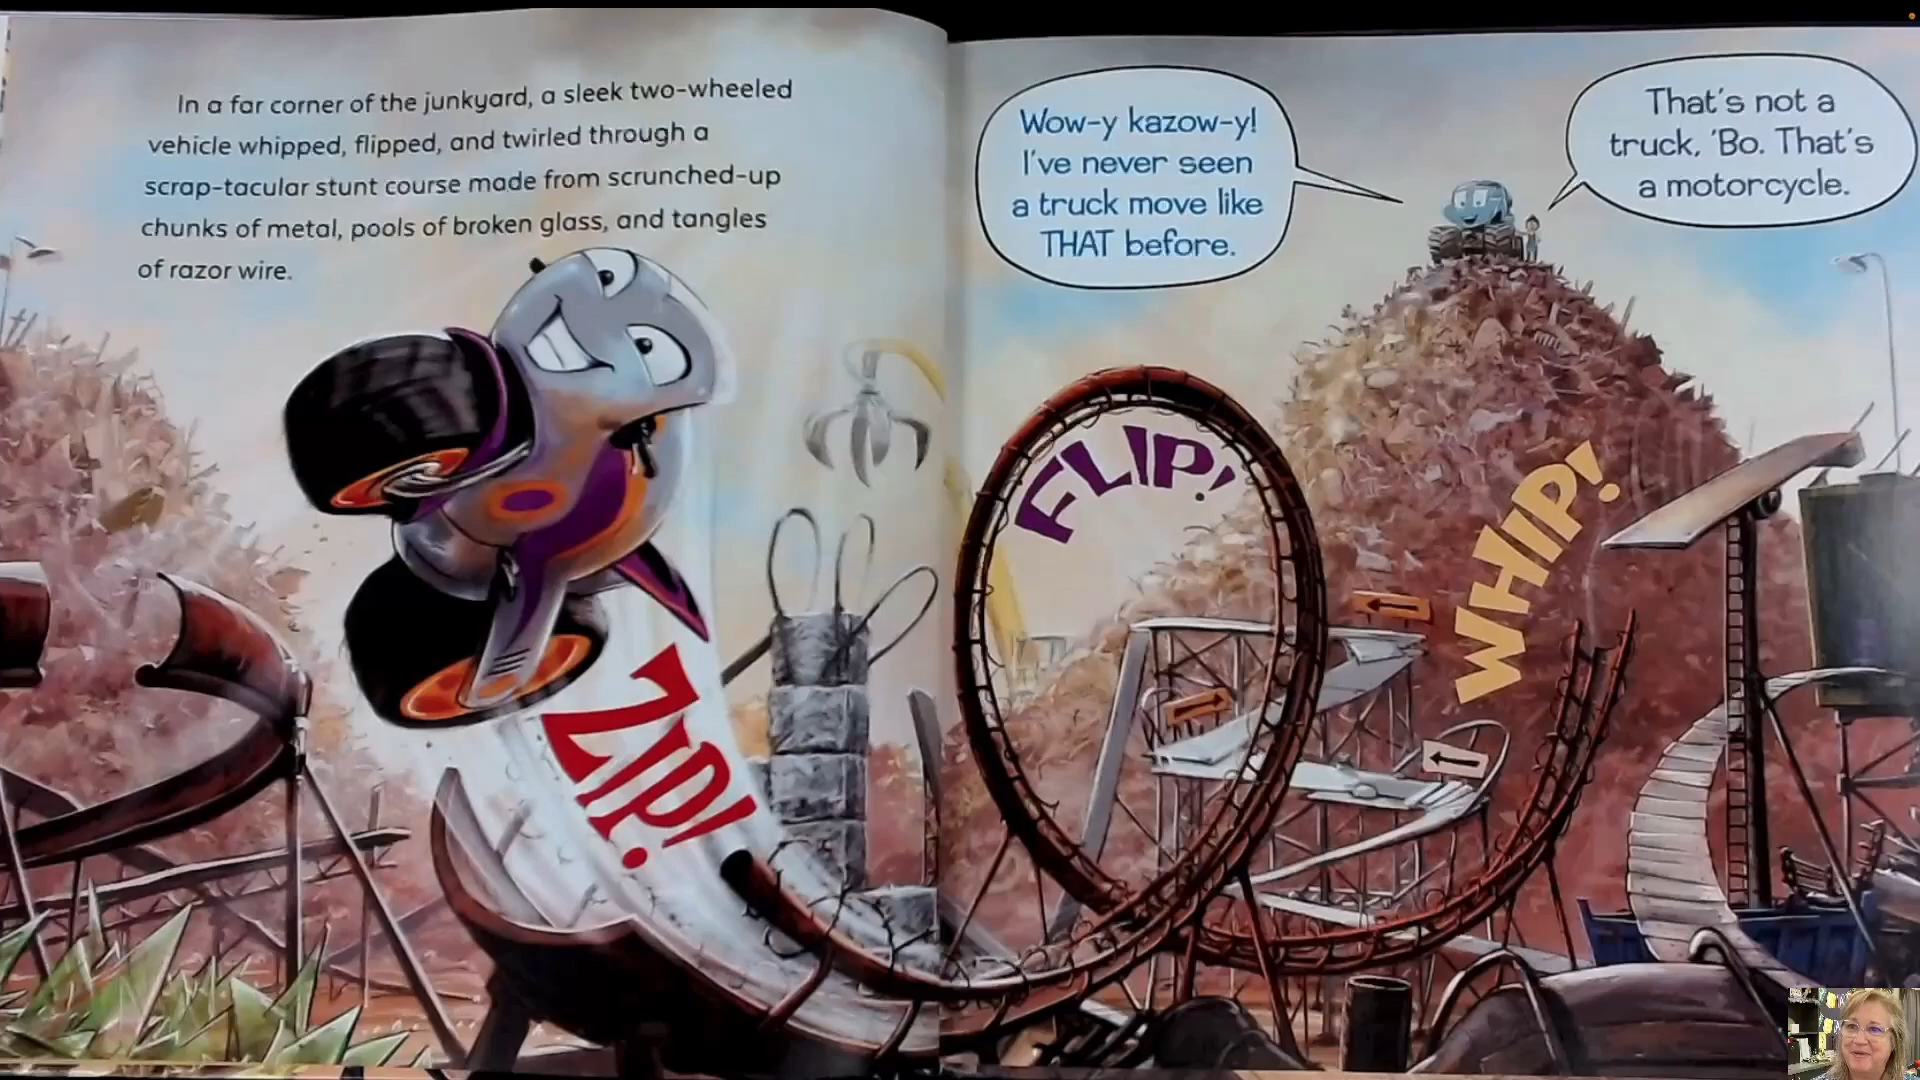 In a far corner of the junkyard, a sleek two-wheeled
vehicle whipped, flipped, and twirled through a
scrap-tacular stunt course made from scrunched-up
chunks of metal, pools of broken glass, and tangles
of razor wire.
Wow-y kazow-y!
I've never seen
a truck move like
THAT before.
That's not a
truck, 'Bo. That's
a motorcycle.
FLIP!
WHIP!
ZIP!